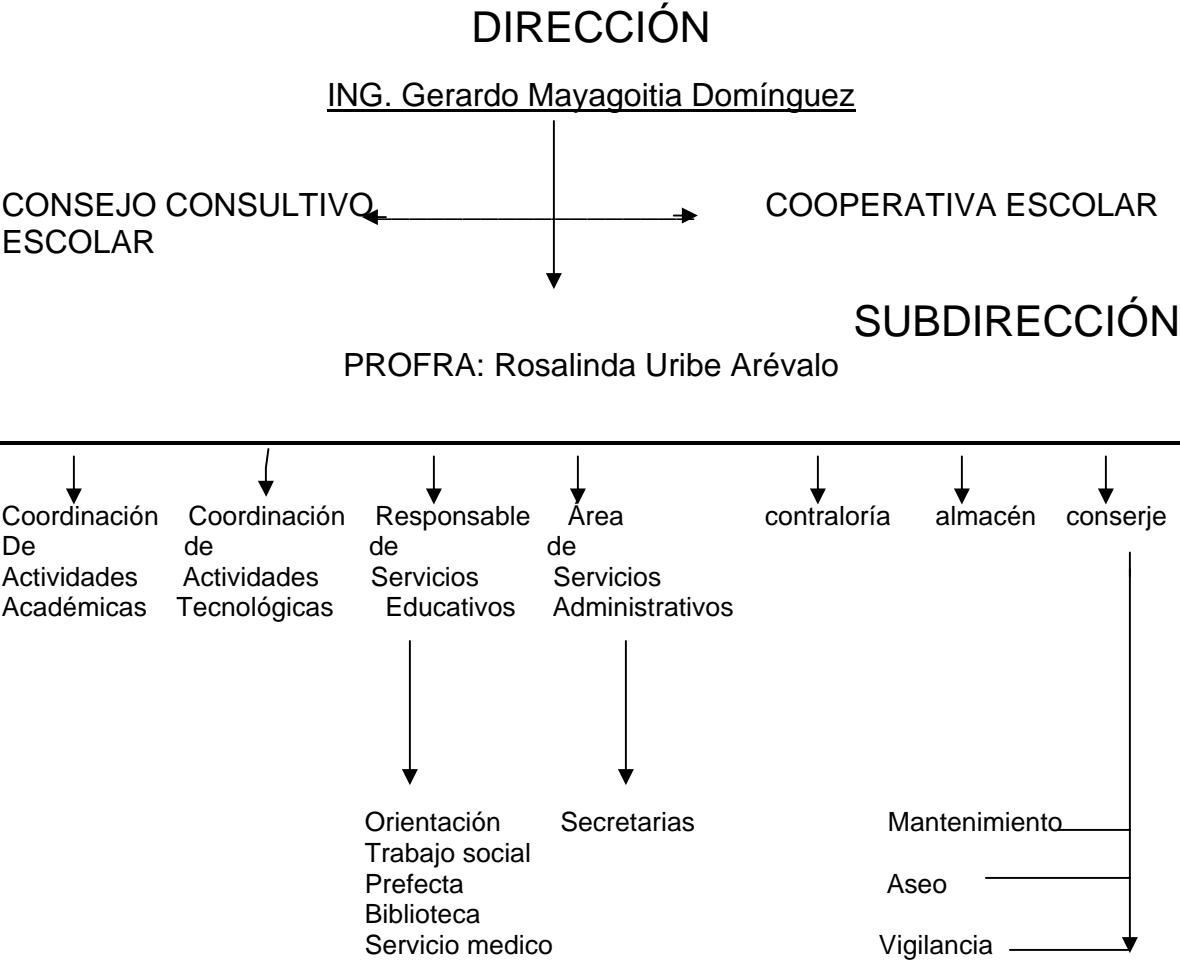 DIRECCIÓN
ING. Gerardo Mayagoitia Domínguez
CONSEJO CONSULTIVO COOPERATIVA ESCOLAR
ESCOLAR
SUBDIRECCIÓN
PROFRA: Rosalinda Uribe Arévalo
Coordinación Coordinación Responsable Área contraloría almacén conserje
De de de de
Actividades Actividades Servicios Servicios
Académicas Tecnológicas Educativos Administrativos
Orientación Secretarias Mantenimiento
Trabajo social
Prefecta Aseo
Biblioteca
Servicio medico Vigilancia